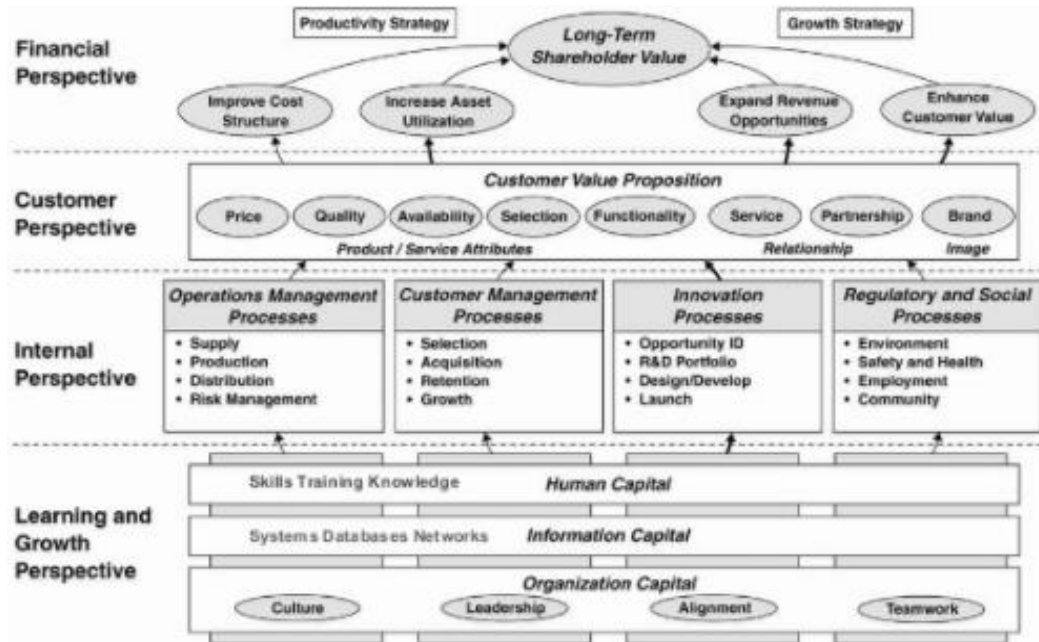 Productivity Strategy
Growth Strategy
Financial
Perspective
Long-Term
Shareholder Value
Improve Cost
Structure
Increase Asset
Utilization
Expand Revenue
Opportunities
Enhance
Customer Value
Customer
Perspective
Customer Value Proposition
Price
Quality
Availability
Selection
Functionality
Service
Partnership
Brand
Product / Service Attributes
Relationship
Image
Internal
Perspective
Operations Management
Processes
• Supply
• Production
• Distribution
• Risk Management
Customer Management
Processes
• Selection
• Acquisition
• Retention
• Growth
Innovation
Processes
• Opportunity ID
• R&D Portfolio
• Design/Develop
• Launch
Regulatory and Social
Processes
• Environment
• Safety and Health
• Employment
• Community
Learning and
Growth
Perspective
Skills Training Knowledge Human Capital
Systems Databases Networks Information Capital
Organization Capital
Culture
Leadership
Alignment
Teamwork